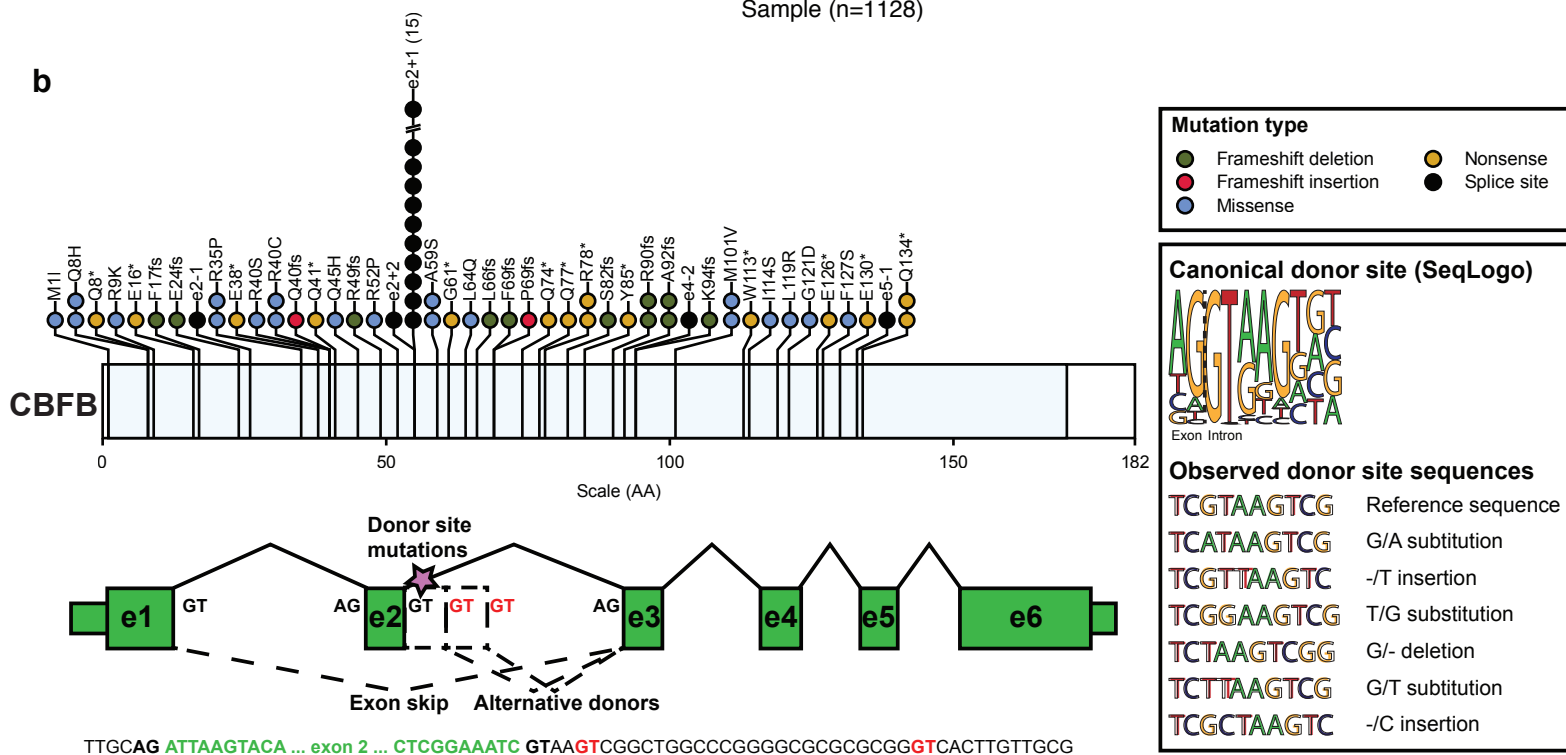 Sample (n=1128)
b
e2+1 (15)
M1I
Q8H
Q8*
R9K
E16*
F17fs
E24fs
e2-1
R35P
E38*
R40S
R40C
Q40fs
Q41*
Q45H
R49fs
R52P
e2+2
A59S
G61*
L64Q
L66fs
F69fs
P69fs
Q74*
Q77*
R78*
S82fs
Y85*
R90fs
A92fs
e4-2
K94fs
M101V
W113*
I114S
L119R
G121D
E126*
F127S
E130*
e5-1
Q134*
CBFB
0 50 100 150 182
Scale (AA)
Mutation type
Frameshift deletion
Frameshift insertion
Missense
Nonsense
Splice site
Canonical donor site (SeqLogo)
Exon Intron
Observed donor site sequences
TCGTAAGTCG Reference sequence
TCATAAGTCG G/A subtitution
TCGTTAAGTC -/T insertion
TCGGAAGTCG T/G substitution
TCTAAGTCGG G/- deletion
TCTTAAGTCG G/T subtitution
TCGCTAAGTC -/C insertion
Donor site
mutations
e1 GT AG e2 GT GT GT AG e3 e4 e5 e6
Exon skip Alternative donors
TTGCAG ATTAAGTACA ... exon 2 ... CTCGGAAATC GTAAGTCGGCTGGCCCGGGGCGCGCGCGGGTCACTTGTTGCG